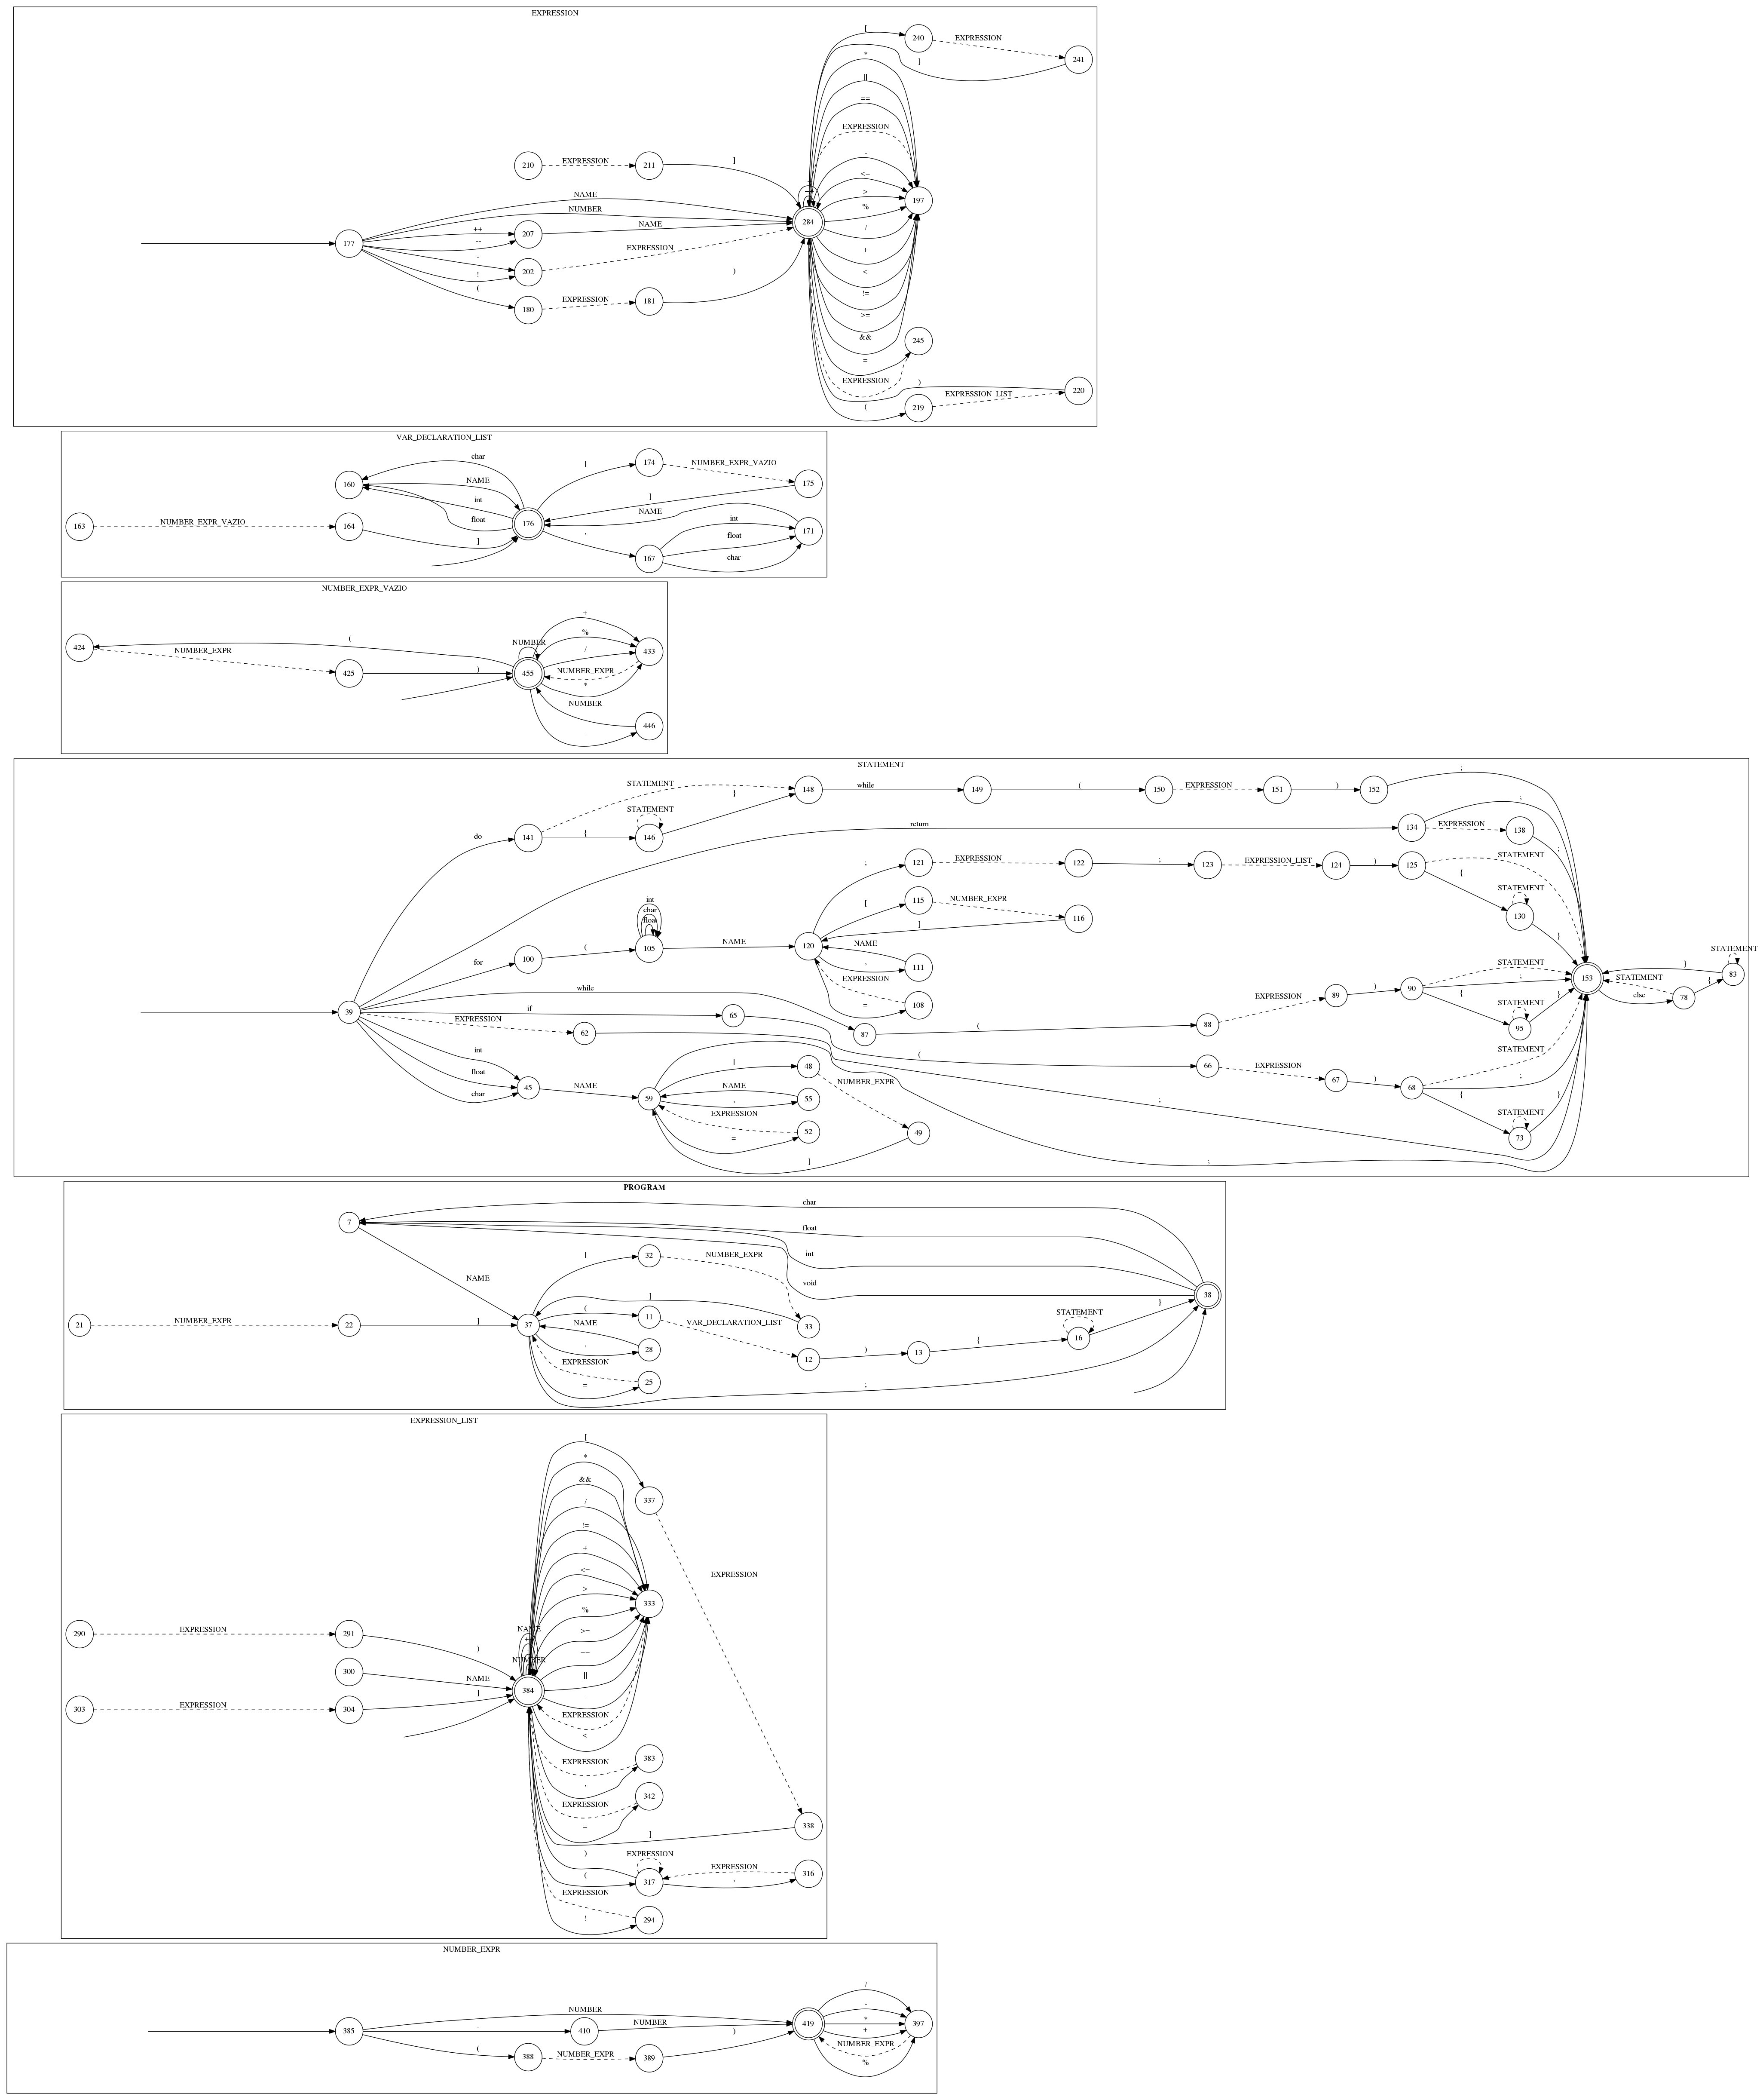 EXPRESSION
[
240
EXPRESSION
241
]
*
||
==
EXPRESSION
-
<=
>
%
/
+
<
!=
>=
&&
=
EXPRESSION
197
245
)
(
219
EXPRESSION_LIST
220
210
EXPRESSION
211
]
284
177
NAME
NUMBER
++
--
207
NAME
-
!
202
EXPRESSION
(
180
EXPRESSION
181
)
VAR_DECLARATION_LIST
char
160
NAME
int
float
163
NUMBER_EXPR_VAZIO
164
]
176
[
174
NUMBER_EXPR_VAZIO
175
]
NAME
,
167
int
float
char
171
NUMBER_EXPR_VAZIO
424
(
NUMBER_EXPR
425
)
NUMBER
455
+
%
/
NUMBER_EXPR
*
433
NUMBER
446
-
STATEMENT
do
141
STATEMENT
{
146
STATEMENT
}
148
while
149
(
150
EXPRESSION
151
)
152
;
return
134
;
EXPRESSION
138
;
for
100
(
int
char
float
105
NAME
120
;
121
EXPRESSION
122
;
123
EXPRESSION_LIST
124
)
125
STATEMENT
{
STATEMENT
130
}
[
115
NUMBER_EXPR
116
]
NAME
,
111
EXPRESSION
=
108
39
while
87
(
88
EXPRESSION
89
)
90
STATEMENT
;
{
STATEMENT
95
}
153
}
STATEMENT
else
78
{
STATEMENT
83
if
65
(
66
EXPRESSION
67
)
68
STATEMENT
;
{
STATEMENT
73
}
EXPRESSION
62
;
int
float
char
45
NAME
59
[
48
NUMBER_EXPR
49
]
NAME
,
55
EXPRESSION
=
52
;
PROGRAM
char
7
float
int
void
NAME
21
NUMBER_EXPR
22
]
37
[
32
NUMBER_EXPR
33
]
(
11
VAR_DECLARATION_LIST
12
)
13
{
STATEMENT
16
}
38
NAME
,
28
EXPRESSION
=
25
;
EXPRESSION_LIST
[
*
&&
/
!=
+
<=
>
%
>=
==
||
-
EXPRESSION
<
337
EXPRESSION
333
290
EXPRESSION
291
)
300
NAME
303
EXPRESSION
304
]
NAME
NUMBER
384
EXPRESSION
,
383
EXPRESSION
=
342
]
338
)
(
EXPRESSION
317
EXPRESSION
,
316
EXPRESSION
!
294
NUMBER_EXPR
385
NUMBER
-
410
NUMBER
(
388
NUMBER_EXPR
389
)
419
/
-
*
+
NUMBER_EXPR
%
397